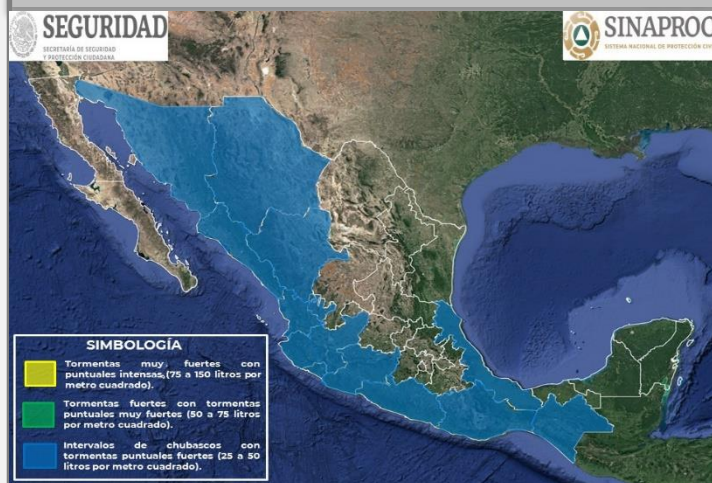 SEGURIDAD
SECRETARÍA DE SEGURIDAD
Y PROTECCIÓN CIUDADANA
SINAPROC
SISTEMA NACIONAL DE PROTECCIÓN CIV
SIMBOLOGÍA
Tormentas muy fuertes con
puntuales intensas (75 a 150 litros por
metro cuadrado).
Tormentas fuertes con tormentas
puntuales muy fuertes (50 a 75 litros
por metro cuadrado).
Intervalos de chubascos con
tormentas puntuales fuertes (25 a 50
litros por metro cuadrado).